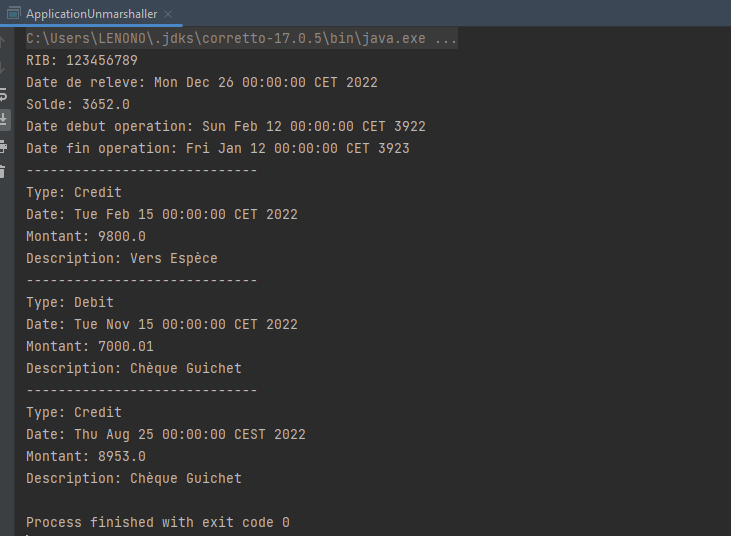 ApplicationUnmarshaller
C:\Users\LENONO\.jdks\corretto-17.0.5\bin\java.exe ...
RIB: 123456789
Date de releve: Mon Dec 26 00:00:00 CET 2022
Solde: 3652.0
Date debut operation: Sun Feb 12 00:00:00 CET 3922
Date fin operation: Fri Jan 12 00:00:00 CET 3923
-----------------------------
Type: Credit
Date: Tue Feb 15 00:00:00 CET 2022
Montant: 9800.0
Description: Vers Espèce
-----------------------------
Type: Debit
Date: Tue Nov 15 00:00:00 CET 2022
Montant: 7000.01
Description: Chèque Guichet
-----------------------------
Type: Credit
Date: Thu Aug 25 00:00:00 CEST 2022
Montant: 8953.0
Description: Chèque Guichet
Process finished with exit code 0